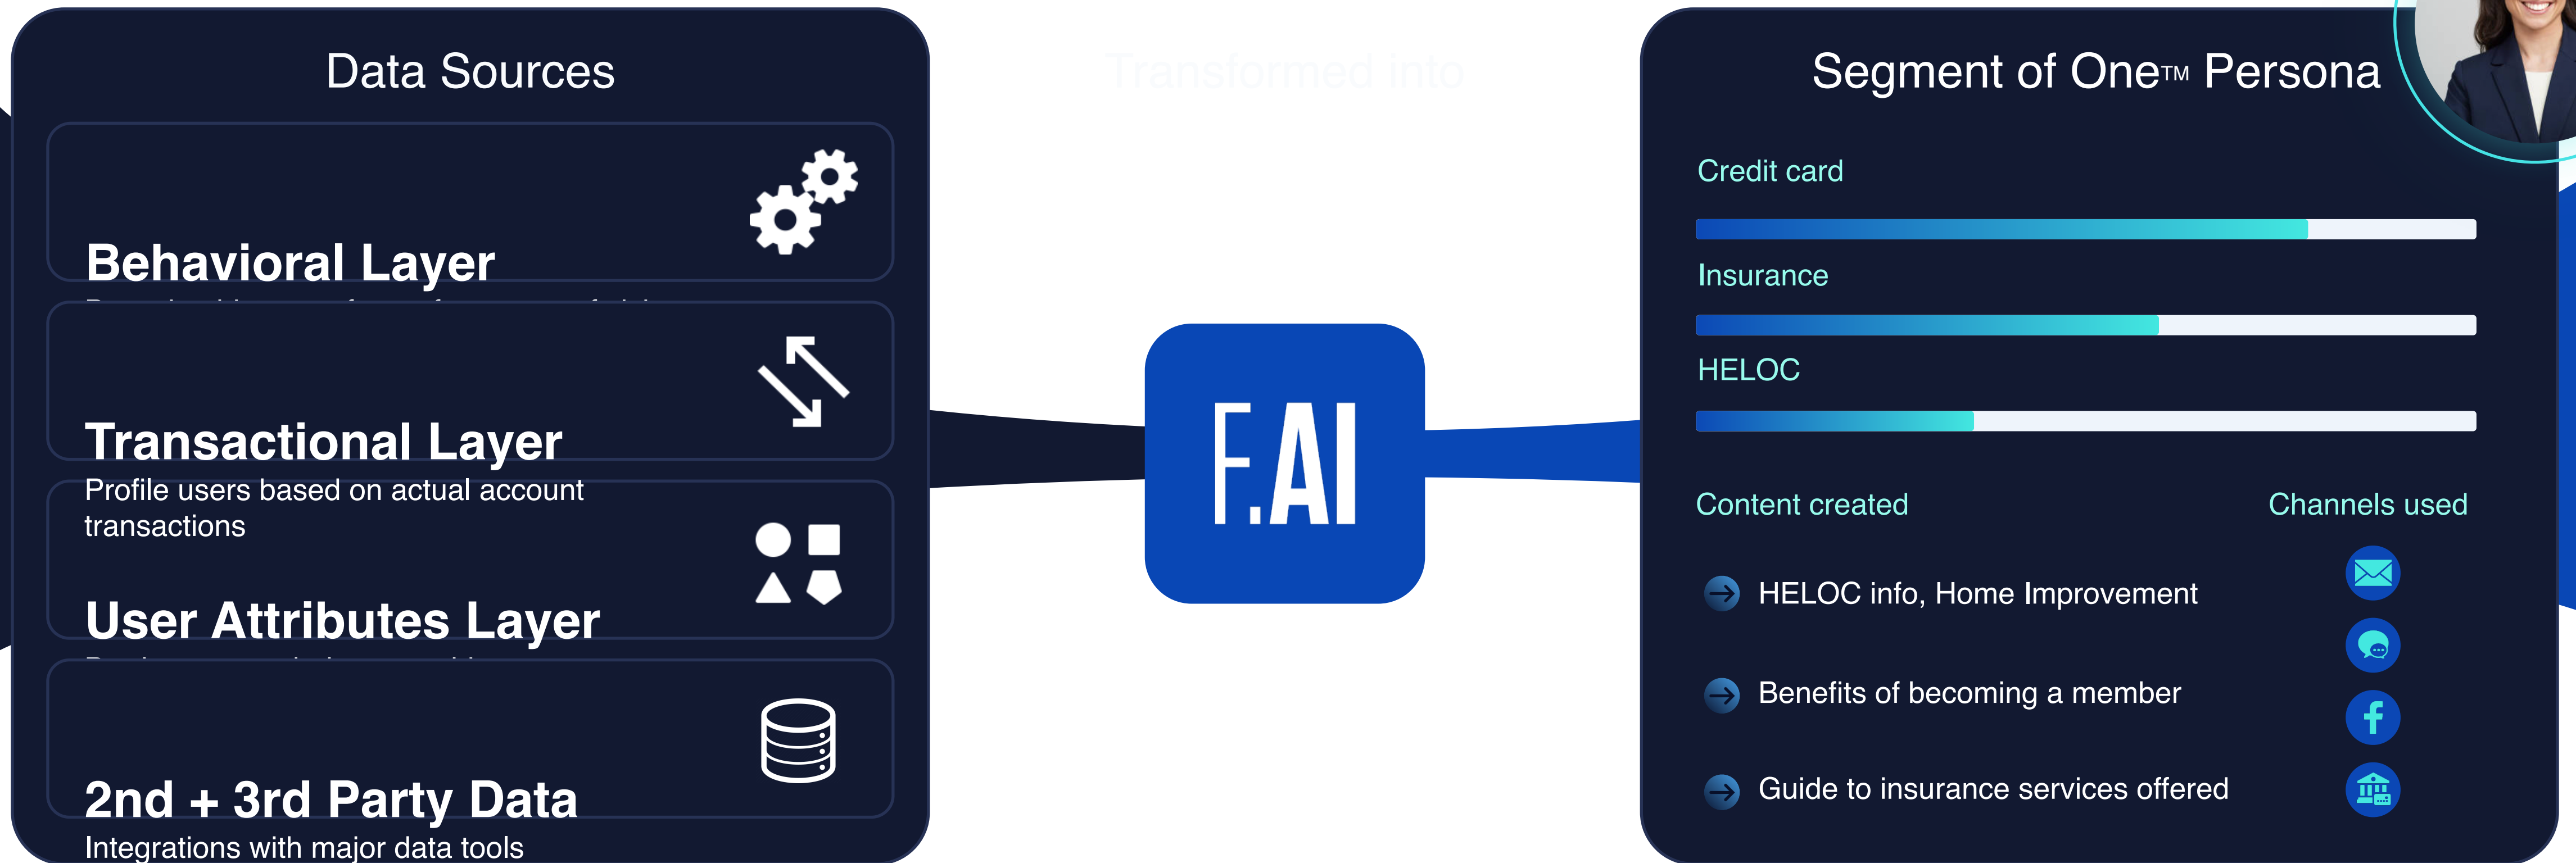 Data Sources
Behavioral Layer
Transactional Layer
Profile users based on actual account
transactions
User Attributes Layer
2nd + 3rd Party Data
Integrations with major data tools
Transformed into
F.AI
Segment of One™ Persona
Credit card
Insurance
HELOC
Content created
Channels used
HELOC info, Home Improvement
Benefits of becoming a member
Guide to insurance services offered